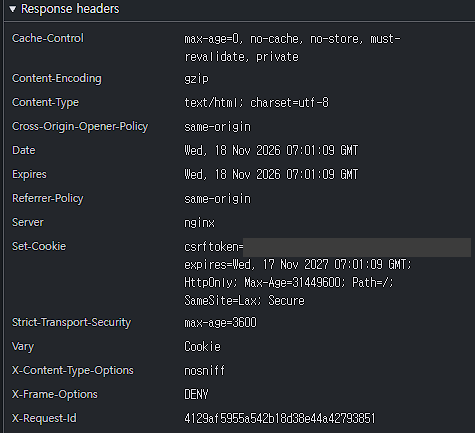 Response headers
Cache-Control max-age=0, no-cache, no-store, must-
revalidate, private
Content-Encoding gzip
Content-Type text/html; charset=utf-8
Cross-Origin-Opener-Policy same-origin
Date Wed, 18 Nov 2026 07:01:09 GMT
Expires Wed, 18 Nov 2026 07:01:09 GMT
Referrer-Policy same-origin
Server nginx
Set-Cookie csrftoken=
expires=Wed, 17 Nov 2027 07:01:09 GMT;
HttpOnly; Max-Age=31449600; Path=/;
SameSite=Lax; Secure
Strict-Transport-Security max-age=3600
Vary Cookie
X-Content-Type-Options nosniff
X-Frame-Options DENY
X-Request-Id 4129af5955a542b18d38e44a42793851